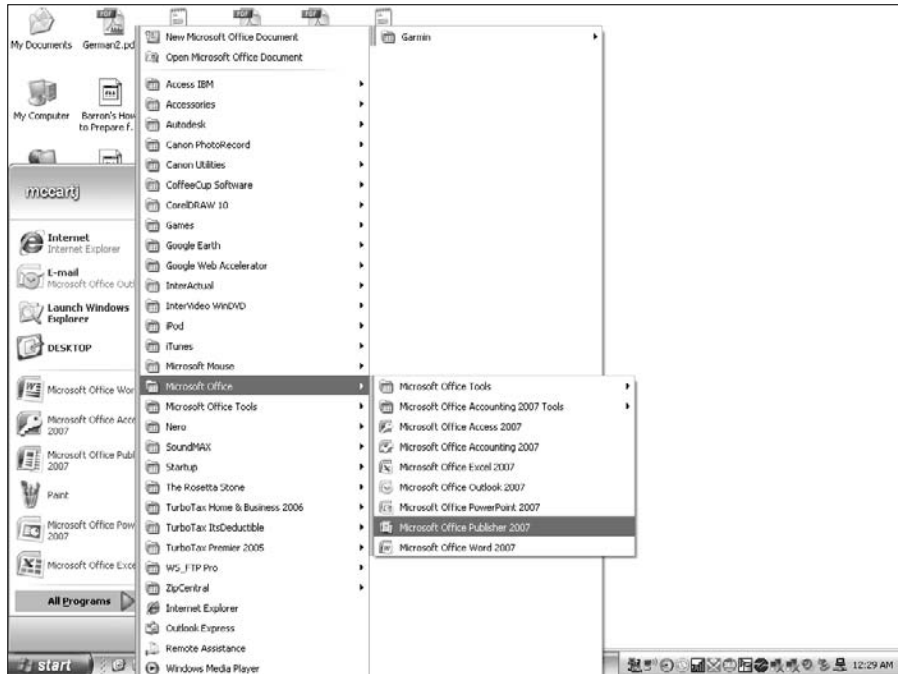 My Documents
German2.pd
My Computer
Barron's How
to Prepare f..
mccartj
Internet
Internet Explorer
E-mail
Microsoft Office Outl
Launch Windows
Explorer
DESKTOP
Microsoft Office Wor
Microsoft Office Acce
2007
Microsoft Office Publ
2007
Paint
Microsoft Office Pow
2007
Microsoft Office Exce
All Programs
start
New Microsoft Office Document
Open Microsoft Office Document
Access IBM
Accessories
Autodesk
Canon PhotoRecord
Canon Utilities
CoffeeCup Software
CorelDRAW 10
Games
Google Earth
Google Web Accelerator
InterActual
InterVideo WinDVD
iPod
iTunes
Microsoft Mouse
Microsoft Office
Microsoft Office Tools
Nero
SoundMAX
Startup
The Rosetta Stone
TurboTax Home & Business 2006
TurboTax ItsDeductible
TurboTax Premier 2005
WS_FTP Pro
ZipCentral
Internet Explorer
Outlook Express
Remote Assistance
Windows Media Player
Garmin
Microsoft Office Tools
Microsoft Office Accounting 2007 Tools
Microsoft Office Access 2007
Microsoft Office Accounting 2007
Microsoft Office Excel 2007
Microsoft Office Outlook 2007
Microsoft Office PowerPoint 2007
Microsoft Office Publisher 2007
Microsoft Office Word 2007
12:29 AM